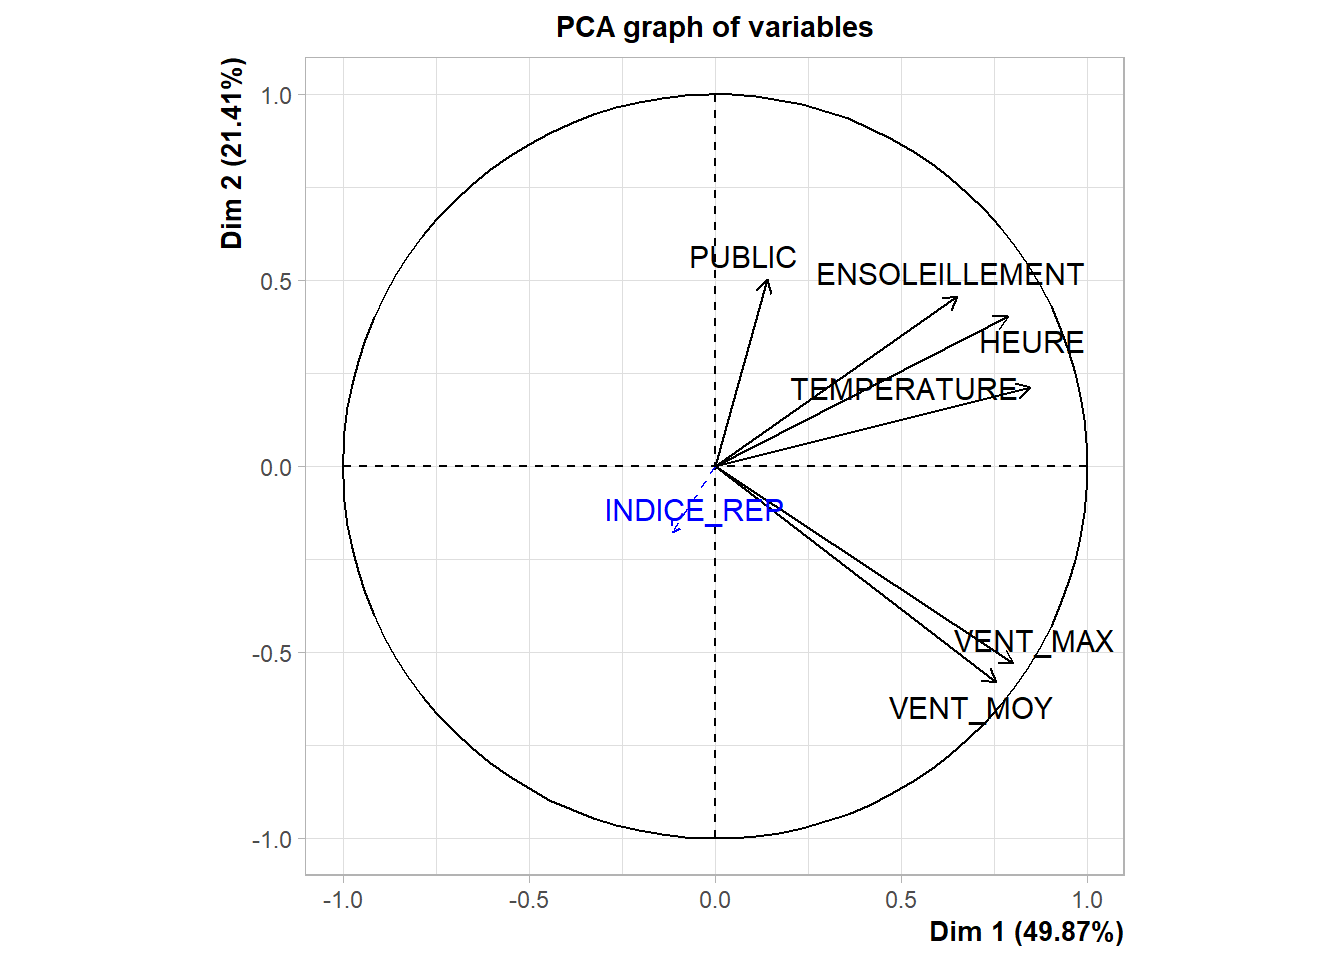 PCA graph of variables
Dim 2 (21.41%)
1.0
0.5
0.0
-0.5
-1.0
PUBLIC
ENSOLEILLEMENT
HEURE
TEMPERATURE
INDICE_REP
VENT_MAX
VENT_MOY
-1.0
-0.5
0.0
0.5
1.0
Dim 1 (49.87%)